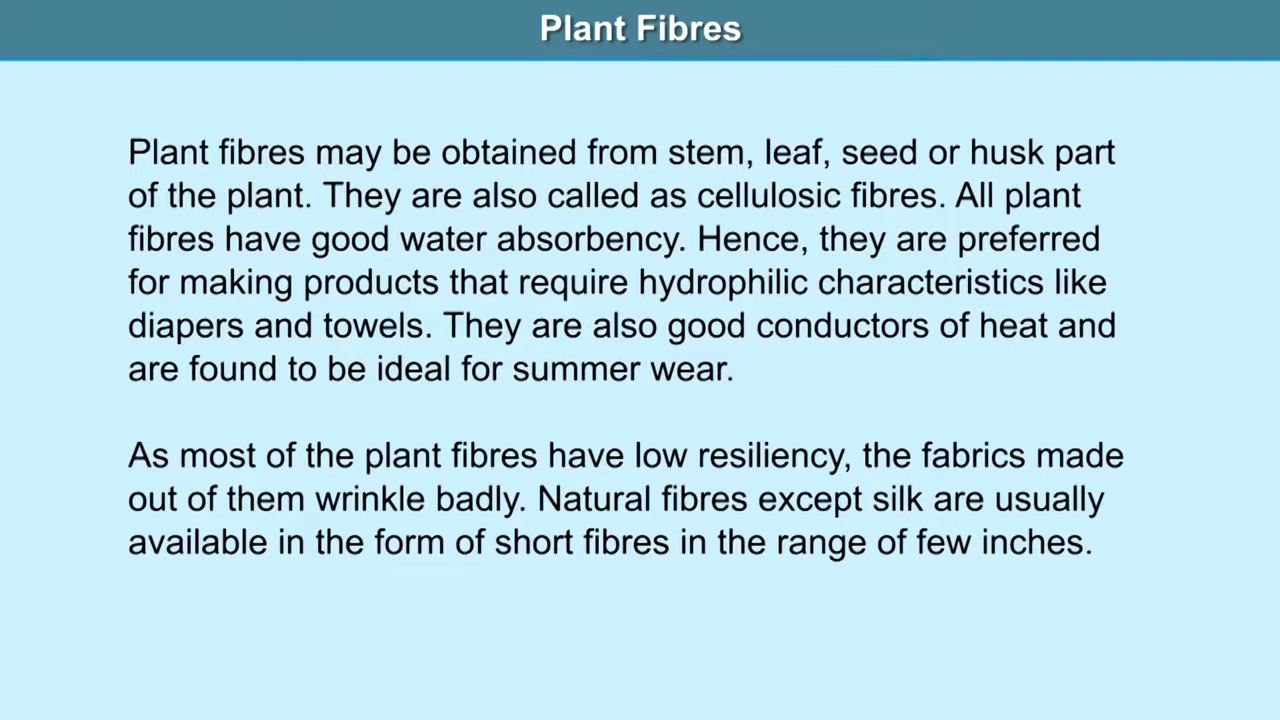 Plant Fibres
Plant fibres may be obtained from stem, leaf, seed or husk part
of the plant. They are also called as cellulosic fibres. All plant
fibres have good water absorbency. Hence, they are preferred
for making products that require hydrophilic characteristics like
diapers and towels. They are also good conductors of heat and
are found to be ideal for summer wear.
As most of the plant fibres have low resiliency, the fabrics made
out of them wrinkle badly. Natural fibres except silk are usually
available in the form of short fibres in the range of few inches.